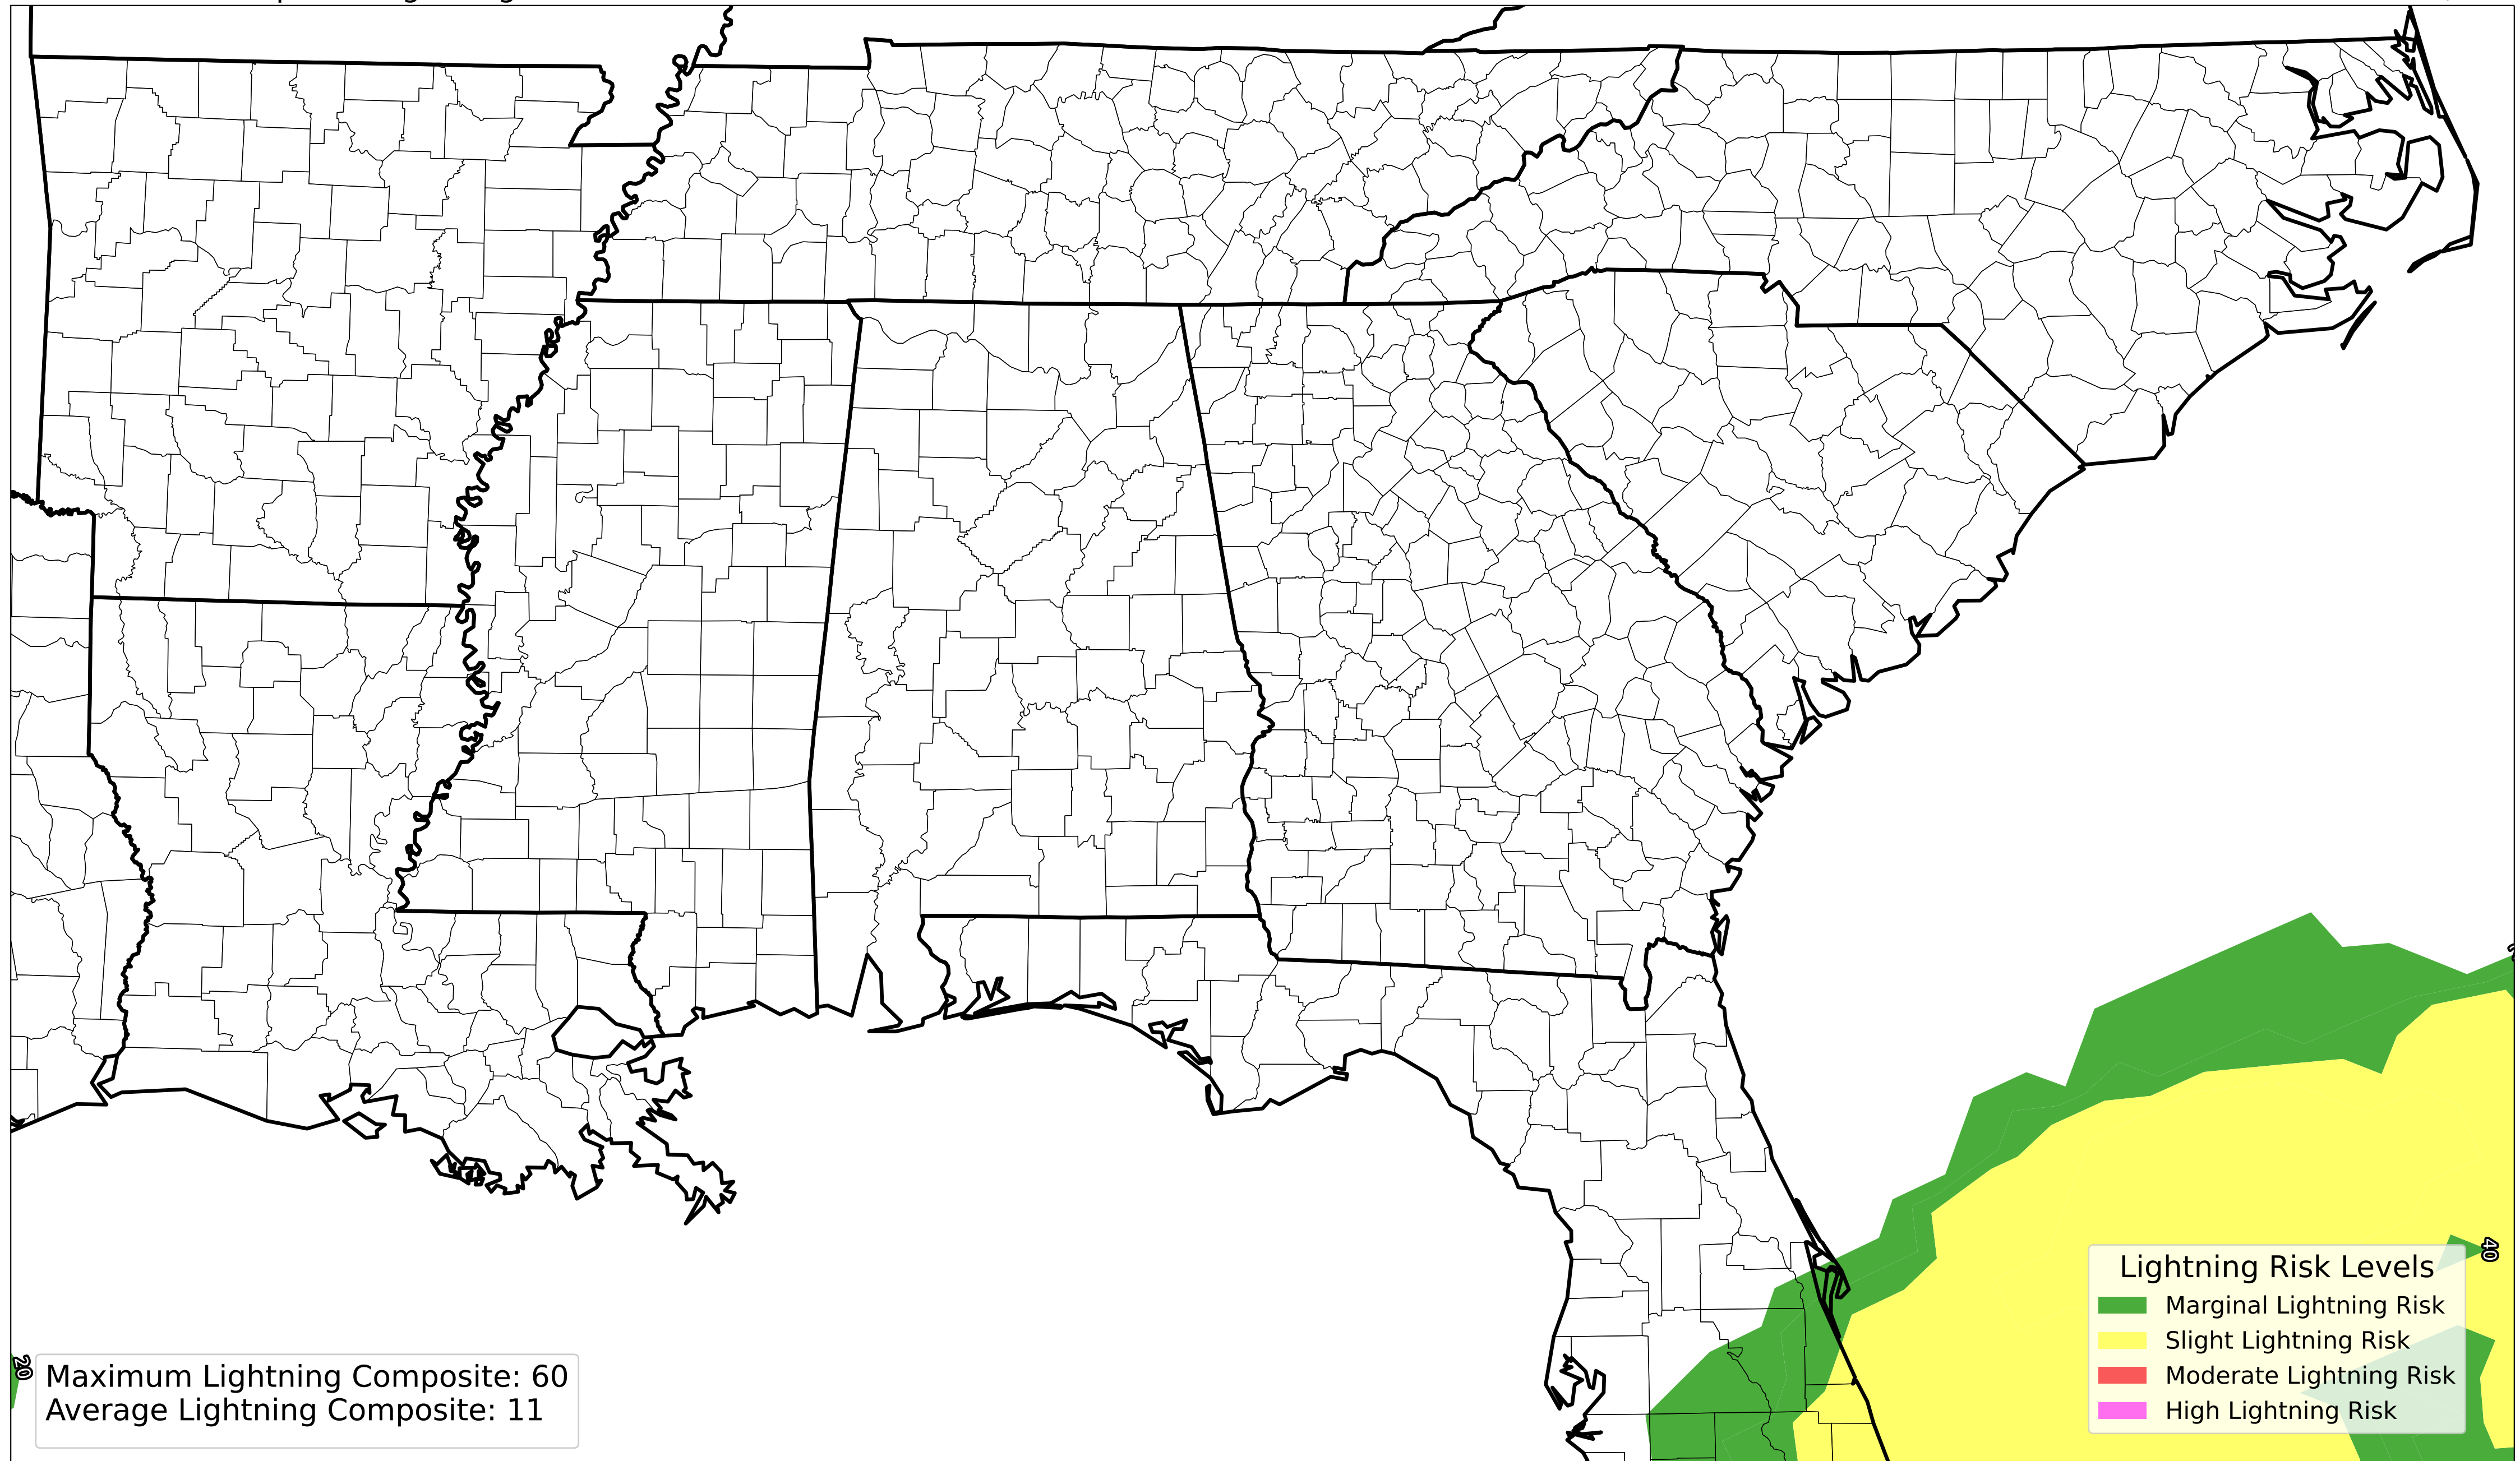 40
20
Maximum Lightning Composite: 60
Average Lightning Composite: 11
Lightning Risk Levels
Marginal Lightning Risk
Slight Lightning Risk
Moderate Lightning Risk
High Lightning Risk